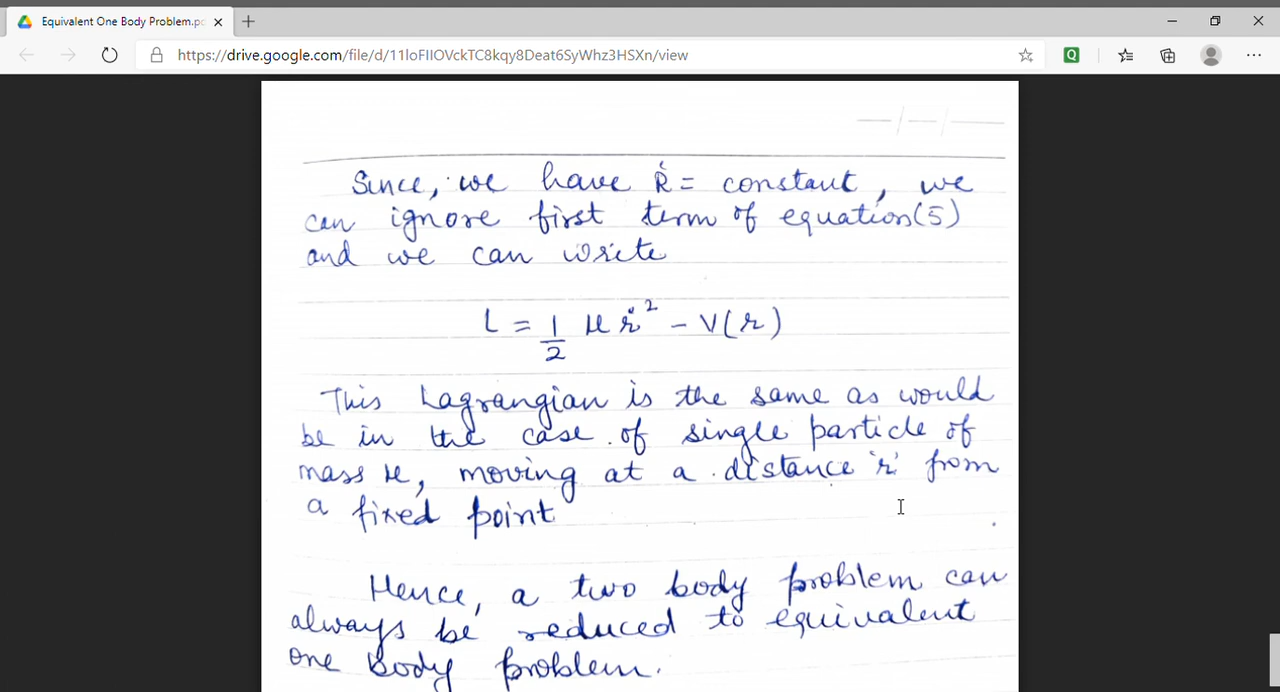 Equivalent One Body Problem.pd
https://drive.google.com/file/d/11loFIIOVckTC8kqy8Deat6SyWhz3HSXn/view
Since, we have Ṙ = constant, we
can ignore first term of equation(5)
and we can write
L = 1/2 μ ṙ² - V(r)
This Lagrangian is the same as would
be in the case of single particle of
mass μ, moving at a distance 'r' from
a fixed point
Hence, a two body problem can
always be reduced to equivalent
one body problem.